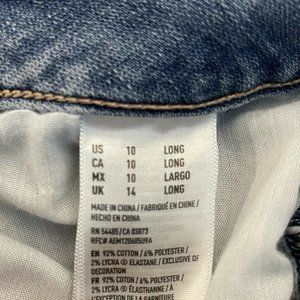 US 10 LONG
CA 10 LONG
MX 10 LARGO
UK 14 LONG
MADE IN CHINA / FABRIQUÉ EN CHINE /
HECHO EN CHINA
RN 54485/CA 03873
RFC# AEM120605U9A
EN 92% COTTON / 6% POLYESTER /
2% LYCRA ® ELASTANE / EXCLUSIVE OF
DECORATION
FR 92% COTON / 6% POLYESTER /
2% LYCRA ® ÉLASTHANNE / À
L'EXCEPTION DE LA GARNITURE